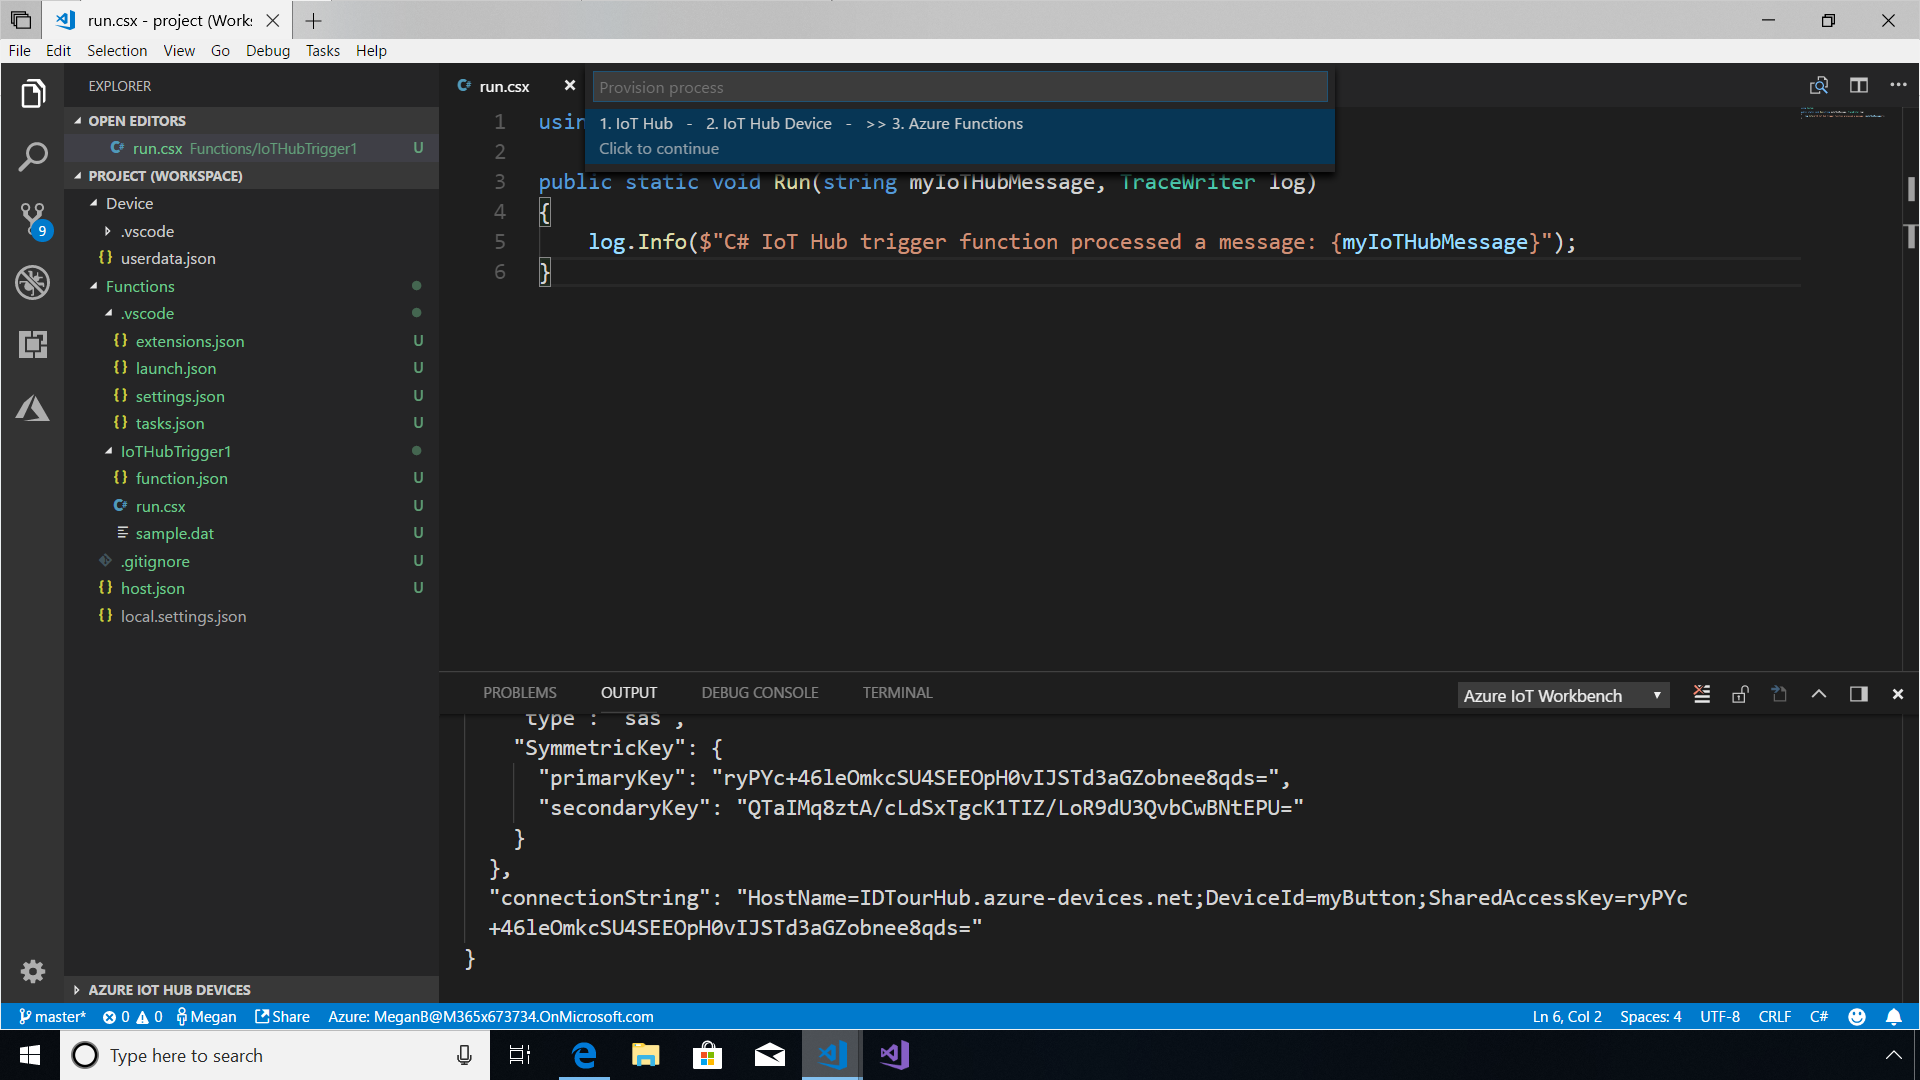 run.csx - project (Works
File Edit Selection View Go Debug Tasks Help
EXPLORER
OPEN EDITORS
run.csx Functions/IoTHubTrigger1 U
PROJECT (WORKSPACE)
Device
.vscode
{} userdata.json
Functions
.vscode
{} extensions.json U
{} launch.json U
{} settings.json U
{} tasks.json U
IoTHubTrigger1
{} function.json U
run.csx U
sample.dat U
.gitignore U
{} host.json U
{} local.settings.json
AZURE IOT HUB DEVICES
9
run.csx
Provision process
1. IoT Hub - 2. IoT Hub Device - >> 3. Azure Functions
Click to continue
1 usin
2
3 public static void Run(string myIoTHubMessage, TraceWriter log)
4 {
5 log.Info($"C# IoT Hub trigger function processed a message: {myIoTHubMessage}");
6 }
PROBLEMS OUTPUT DEBUG CONSOLE TERMINAL
Azure IoT Workbench
type : sas ,
"SymmetricKey": {
"primaryKey": "ryPYc+46leOmkcSU4SEEOpH0vIJSTd3aGZobnee8qds=",
"secondaryKey": "QTaIMq8ztA/cLdSxTgcK1TIZ/LoR9dU3QvbCwBNtEPU="
}
},
"connectionString": "HostName=IDTourHub.azure-devices.net;DeviceId=myButton;SharedAccessKey=ryPYc
+46leOmkcSU4SEEOpH0vIJSTd3aGZobnee8qds="
}
master* 0 0 Megan Share Azure: MeganB@M365x673734.OnMicrosoft.com
Ln 6, Col 2 Spaces: 4 UTF-8 CRLF C#
Type here to search